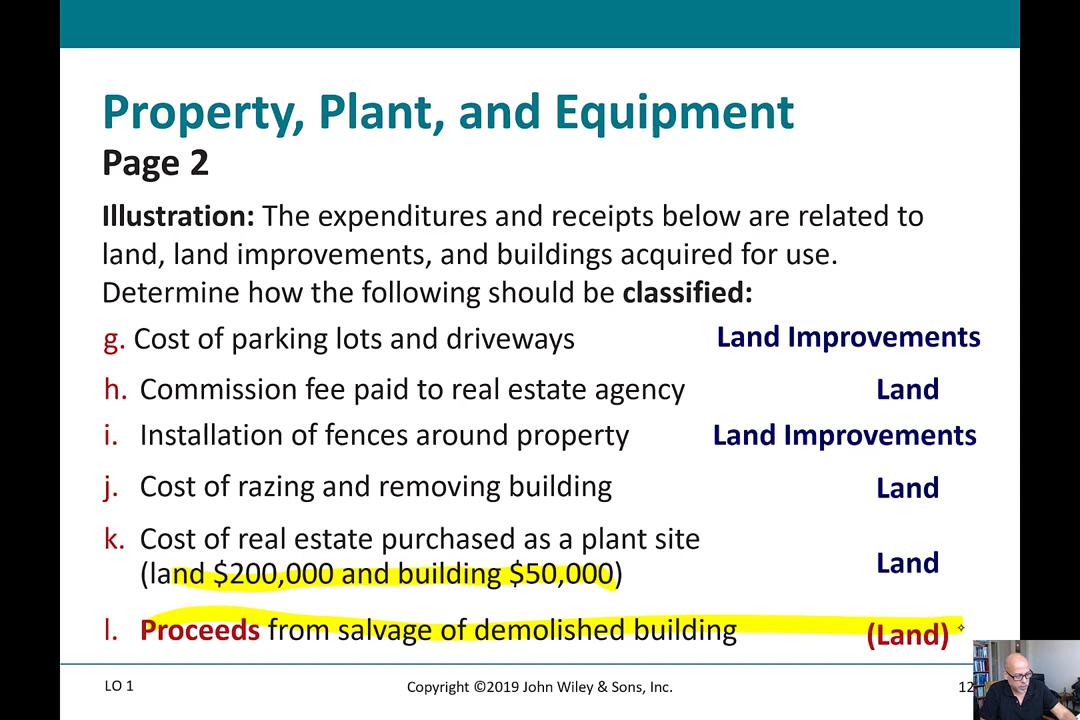 Property, Plant, and Equipment
Page 2
Illustration: The expenditures and receipts below are related to
land, land improvements, and buildings acquired for use.
Determine how the following should be classified:
g. Cost of parking lots and driveways Land Improvements
h. Commission fee paid to real estate agency Land
i. Installation of fences around property Land Improvements
j. Cost of razing and removing building Land
k. Cost of real estate purchased as a plant site
(land $200,000 and building $50,000) Land
l. Proceeds from salvage of demolished building (Land)
LO 1 Copyright ©2019 John Wiley & Sons, Inc. 12